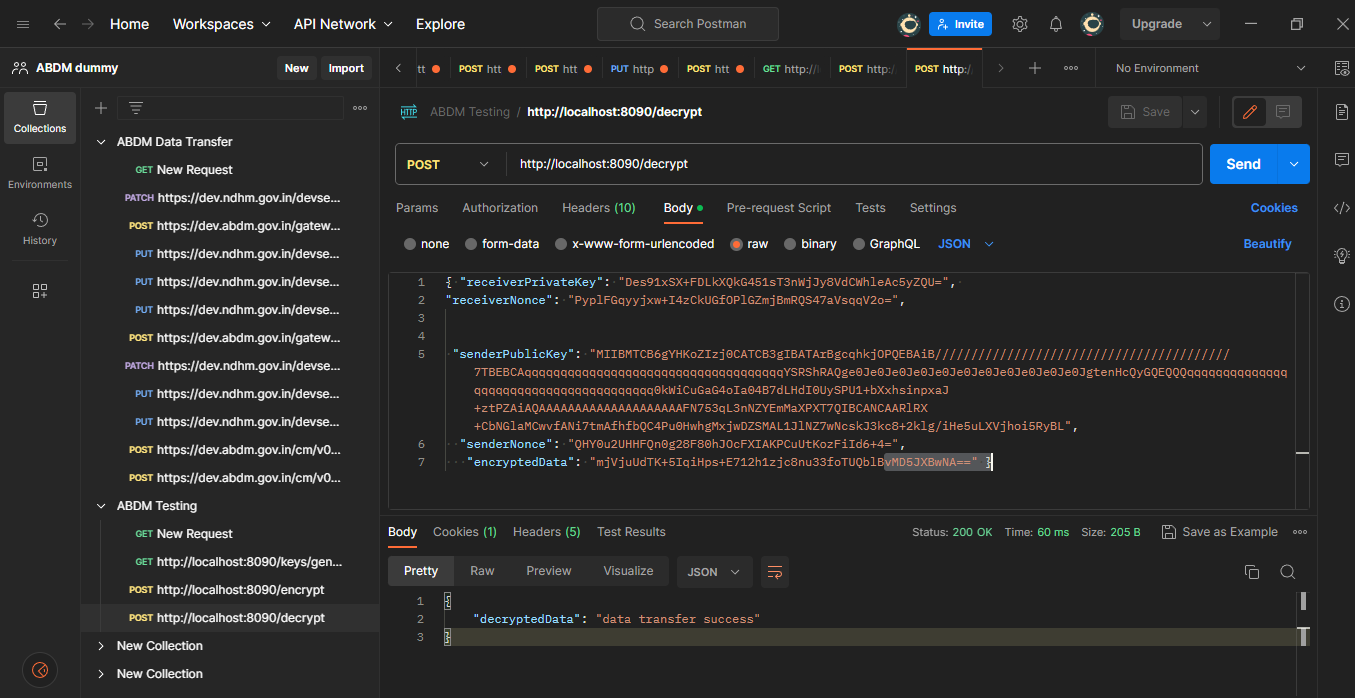 Home Workspaces API Network Explore Search Postman Invite Upgrade
ABDM dummy New Import
tt POST htt POST htt PUT http POST htt GET http:// POST http: POST http:/ No Environment
Collections
Environments
History
ABDM Data Transfer
GET New Request
PATCH https://dev.ndhm.gov.in/devse...
POST https://dev.abdm.gov.in/gatew...
PUT https://dev.ndhm.gov.in/devse...
PUT https://dev.ndhm.gov.in/devse...
PUT https://dev.ndhm.gov.in/devse...
POST https://dev.abdm.gov.in/gatew...
PATCH https://dev.ndhm.gov.in/devse...
PUT https://dev.ndhm.gov.in/devse...
PUT https://dev.ndhm.gov.in/devse...
POST https://dev.abdm.gov.in/cm/v0...
POST https://dev.abdm.gov.in/cm/v0...
ABDM Testing
GET New Request
GET http://localhost:8090/keys/gen...
POST http://localhost:8090/encrypt
POST http://localhost:8090/decrypt
New Collection
New Collection
HTTP ABDM Testing / http://localhost:8090/decrypt Save
POST http://localhost:8090/decrypt Send
Params Authorization Headers (10) Body Pre-request Script Tests Settings Cookies
none form-data x-www-form-urlencoded raw binary GraphQL JSON Beautify
1 { "receiverPrivateKey": "Des91xSX+FDLkXQkG451sT3nWjJy8VdCWhleAc5yZQU=",
2 "receiverNonce": "PyplFGqyyjxw+I4zCkUGfOPlGZmjBmRQS47aVsqqV2o=",
3
4
5 "senderPublicKey": "MIIBMTCB6gYHKoZIzj0CATCB3gIBATArBgcqhkjOPQEBAiB/////////////////////////////////////////
7TBEBCAqqqqqqqqqqqqqqqqqqqqqqqqqqqqqqqqqqqqYSRShRAQge0Je0Je0Je0Je0Je0Je0Je0Je0Je0Je0JgtenHcQyGQEQQQqqqqqqqqqqqqqq
qqqqqqqqqqqqqqqqqqqqqqqqq0kWiCuGaG4oIa04B7dLHdI0UySPU1+bXxhsinpxaJ
+ztPZAiAQAAAAAAAAAAAAAAAAAAAAFN753qL3nNZYEmMaXPXT7QIBCANCAARlRX
+CbNGlaMCwvfANi7tmAfhfbQC4Pu0HwhgMxjwDZSMAL1JlNZ7wNcskJ3kc8+2klg/iHe5uLXVjhoi5RyBL",
6 "senderNonce": "QHY0u2UHHFQn0g28F80hJOcFXIAKPCuUtKozFiId6+4=",
7 "encryptedData": "mjVjuUdTK+5IqiHps+E712h1zjc8nu33foTUQblBvMD5JXBwNA==" }
Body Cookies (1) Headers (5) Test Results Status: 200 OK Time: 60 ms Size: 205 B Save as Example
Pretty Raw Preview Visualize JSON
1 {
2 "decryptedData": "data transfer success"
3 }